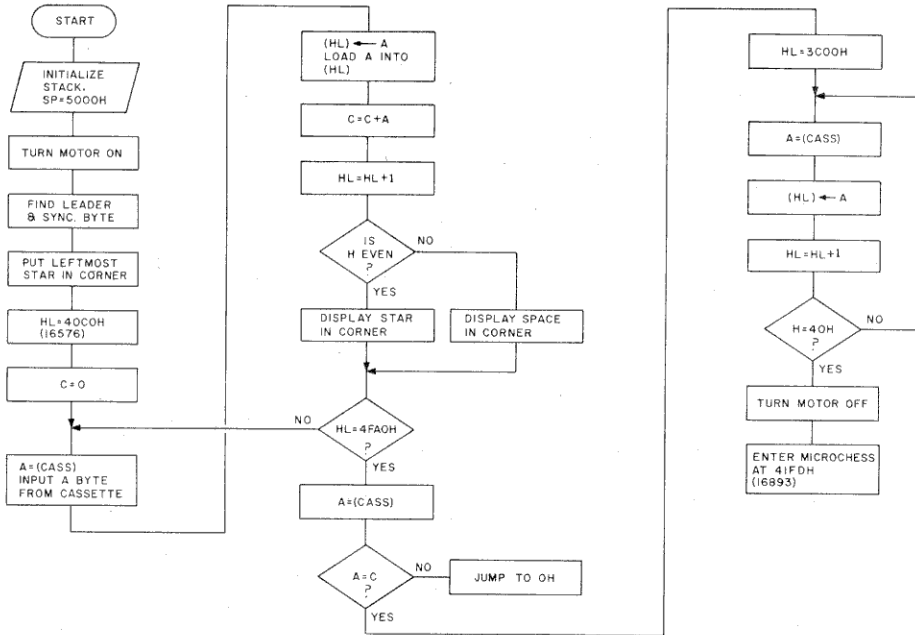 START
INITIALIZE
STACK.
SP=5000H
TURN MOTOR ON
FIND LEADER
& SYNC. BYTE
PUT LEFTMOST
STAR IN CORNER
HL=40C0H
(16576)
C=0
A=(CASS)
INPUT A BYTE
FROM CASSETTE
(HL) ← A
LOAD A INTO
(HL)
C=C+A
HL=HL+1
IS
H EVEN
?
NO
YES
DISPLAY STAR
IN CORNER
DISPLAY SPACE
IN CORNER
HL=4FA0H
?
NO
YES
A=(CASS)
A=C
?
NO
JUMP TO 0H
YES
HL=3C00H
A=(CASS)
(HL) ← A
HL=HL+1
H=40H
?
NO
YES
TURN MOTOR OFF
ENTER MICROCHESS
AT 41FDH
(16893)